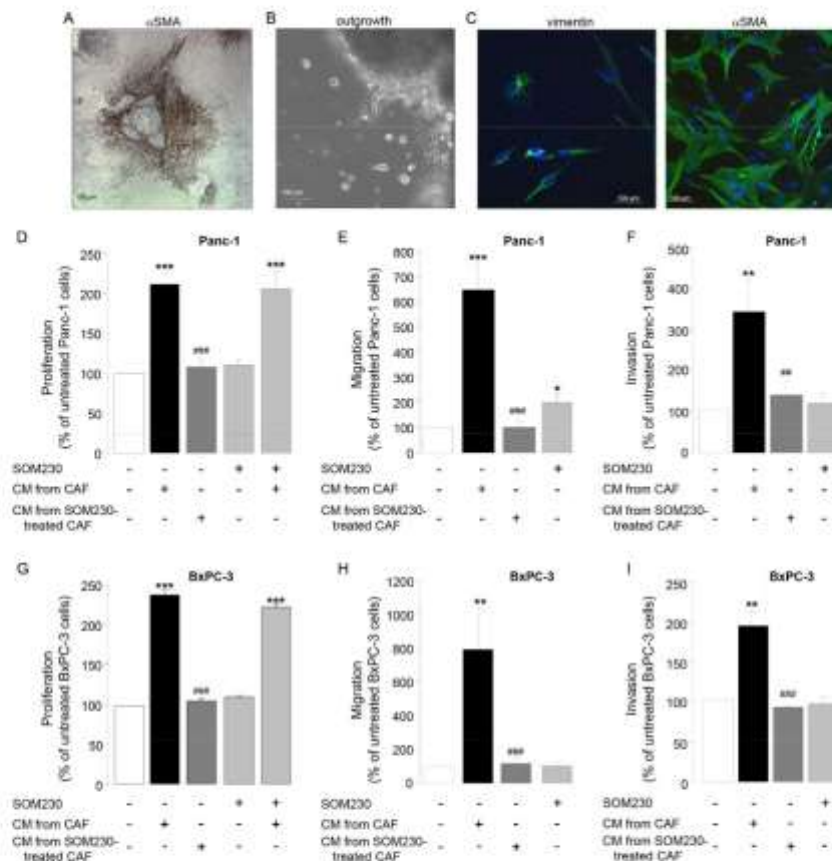 A
αSMA
B
outgrowth
C
vimentin
αSMA
D
Panc-1
Proliferation
(% of untreated Panc-1 cells)
250
200
150
100
50
0
***
###
***
E
Panc-1
Migration
(% of untreated Panc-1 cells)
800
700
600
500
400
300
200
100
0
***
###
*
F
Panc-1
Invasion
(% of untreated Panc-1 cells)
500
400
300
200
100
0
**
##
SOM230 - - - + +
CM from CAF - + - - +
CM from SOM230-
treated CAF - - + - -
SOM230 - - - +
CM from CAF - + - -
CM from SOM230-
treated CAF - - + -
SOM230 - - - +
CM from CAF - + - -
CM from SOM230-
treated CAF - - + -
G
BxPC-3
Proliferation
(% of untreated BxPC-3 cells)
250
200
150
100
50
0
***
###
***
H
BxPC-3
Migration
(% of untreated BxPC-3 cells)
1200
1000
800
600
400
200
0
**
###
I
BxPC-3
Invasion
(% of untreated BxPC-3 cells)
250
200
150
100
50
0
**
###
SOM230 - - - + +
CM from CAF - + - - +
CM from SOM230-
treated CAF - - + - -
SOM230 - - - +
CM from CAF - + - -
CM from SOM230-
treated CAF - - + -
SOM230 - - - +
CM from CAF - + - -
CM from SOM230-
treated CAF - - + -